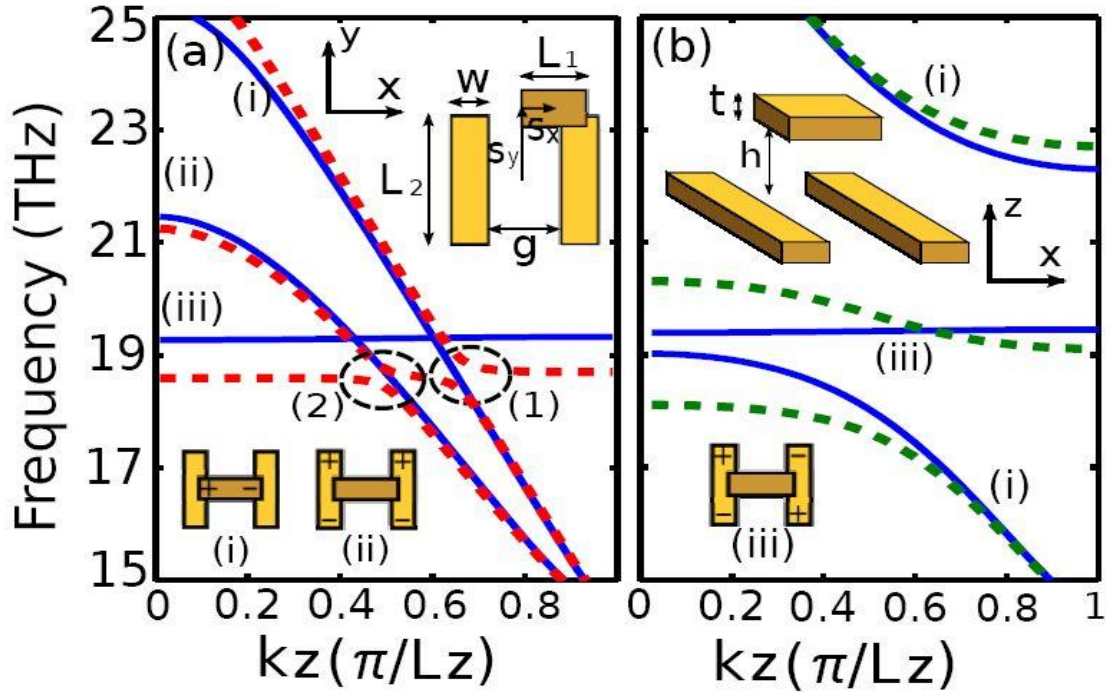 25
23
21
19
17
15
Frequency (THz)
0
0.2
0.4
0.6
0.8
kz(π/Lz)
(a)
(i)
(ii)
(iii)
(2)
(1)
y
x
w
L₁
sₓ
s_y
L₂
g
+ −
(i)
+ +
− −
(ii)
(b)
(i)
t
h
z
x
(iii)
(i)
+ −
− +
(iii)
0
0.2
0.4
0.6
0.8
1
kz(π/Lz)